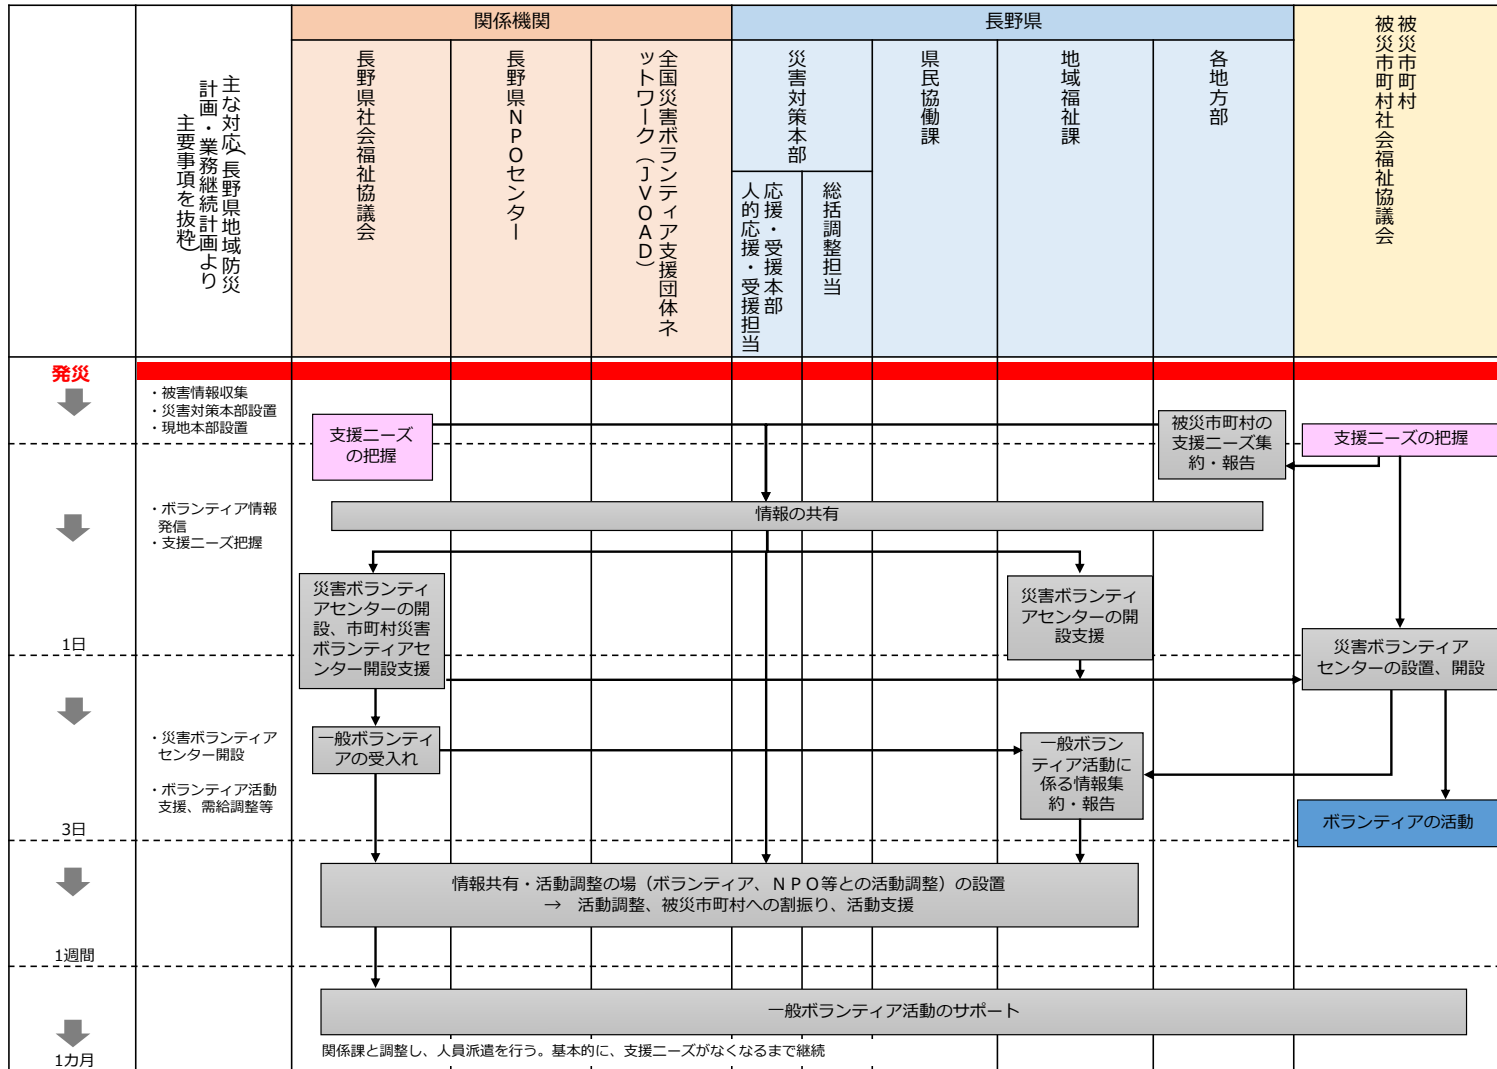 関係機関
長野県
被災市町村
被災市町村社会福祉協議会
主な対応(長野県地域防災
計画・業務継続計画より
主要事項を抜粋)
長野県社会福祉協議会
長野県NPOセンター
全国災害ボランティア支援団体ネ
ットワーク(JVOAD)
災害対策本部
県民協働課
地域福祉課
各地方部
応援・受援本部
人的応援・受援担当
総括調整担当
発災
・被害情報収集
・災害対策本部設置
・現地本部設置
支援ニーズ
の把握
被災市町村の
支援ニーズ集
約・報告
支援ニーズの把握
・ボランティア情報
発信
・支援ニーズ把握
情報の共有
災害ボランティ
アセンターの開
設、市町村災害
ボランティアセ
ンター開設支援
災害ボランティ
アセンターの開
設支援
災害ボランティア
センターの設置、開設
1日
・災害ボランティア
センター開設
・ボランティア活動
支援、需給調整等
一般ボランティ
アの受入れ
一般ボラン
ティア活動に
係る情報集
約・報告
ボランティアの活動
3日
情報共有・活動調整の場(ボランティア、NPO等との活動調整)の設置
→ 活動調整、被災市町村への割振り、活動支援
1週間
一般ボランティア活動のサポート
関係課と調整し、人員派遣を行う。基本的に、支援ニーズがなくなるまで継続
1カ月